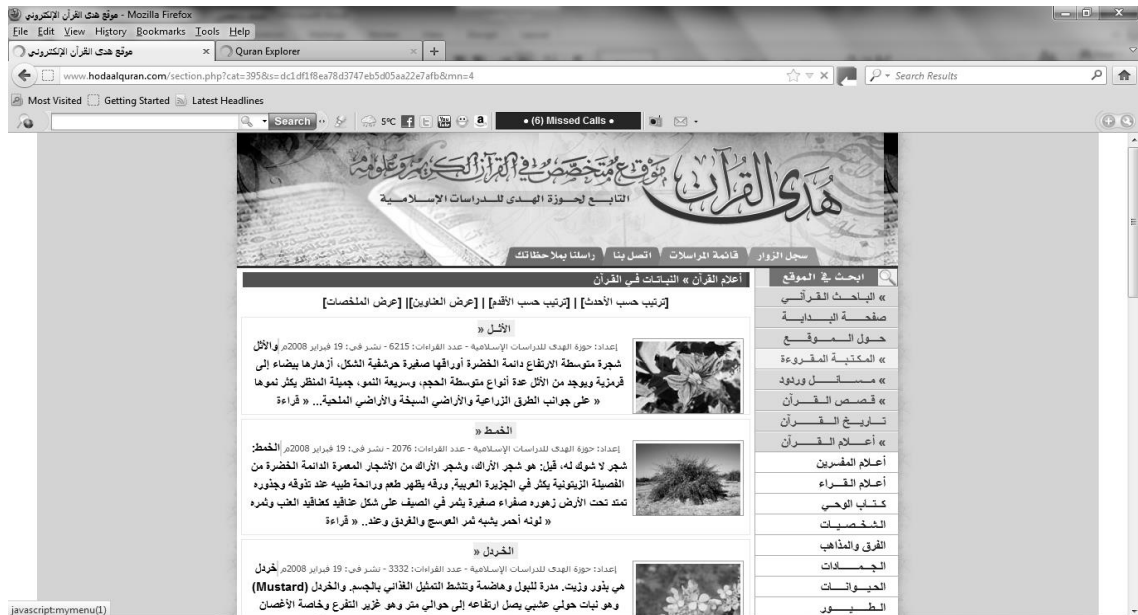 موقع هدى القرآن الإلكتروني - Mozilla Firefox
File Edit View History Bookmarks Tools Help
موقع هدى القرآن الإلكتروني ×
Quran Explorer × +
www.hodaalquran.com/section.php?cat=395&s=dc1df1f8ea78d3747eb5d05aa22e7afb&mn=4
Search Results
Most Visited Getting Started Latest Headlines
Search 5°C • (6) Missed Calls •
هدى القرآن
موقع متخصص في القرآن الكريم وعلومه
التابع لحوزة الهدى للدراسات الإسلامية
سجل الزوار قائمة المراسلات اتصل بنا راسلنا بملاحظاتك
ابحث في الموقع
» الباحث القرآني
صفحة البداية
حول الموقع
» المكتبة المقروءة
» مسائل وردود
» قصص القرآن
تاريخ القرآن
» أعلام القرآن
أعلام المفسرين
أعلام القراء
كتاب الوحي
الشخصيات
الفرق والمذاهب
الجمادات
الحيوانات
الطيور
أعلام القرآن » النباتات في القرآن
[ترتيب حسب الأحدث] | [ترتيب حسب الأقدم] | [عرض العناوين] | [عرض الملخصات]
الأثل «
إعداد: حوزة الهدى للدراسات الإسلامية - عدد القراءات: 6215 - نشر في: 19 فبراير 2008م والأثل
شجرة متوسطة الارتفاع دائمة الخضرة أوراقها صغيرة حرشفية الشكل، أزهارها بيضاء إلى
قرمزية ويوجد من الأثل عدة أنواع متوسطة الحجم، وسريعة النمو، جميلة المنظر يكثر نموها
على جوانب الطرق الزراعية والأراضي السبخة والأراضي الملحية... « قراءة »
الخمط «
إعداد: حوزة الهدى للدراسات الإسلامية - عدد القراءات: 2076 - نشر في: 19 فبراير 2008م الخمط:
شجر لا شوك له، قيل: هو شجر الأراك، وشجر الأراك من الأشجار المعمرة الدائمة الخضرة من
الفصيلة الزيتونية يكثر في الجزيرة العربية, ورقه يظهر طعم ورائحة طيبه عند تذوقه وجذوره
تمتد تحت الأرض زهوره صفراء صغيرة يثمر في الصيف على شكل عناقيد كعناقيد العنب وثمره
لونه أحمر يشبه ثمر العوسج والغردق وعند.. « قراءة »
الخردل «
إعداد: حوزة الهدى للدراسات الإسلامية - عدد القراءات: 3332 - نشر في: 19 فبراير 2008م خردل
هي بذور وزيت. مدرة للبول وهاضمة وتنشط التمثيل الغذائي بالجسم. والخردل (Mustard)
وهو نبات حولي عشبي يصل ارتفاعه إلى حوالي متر وهو غزير التفرع وخاصة الأغصان
javascript:mymenu(1)